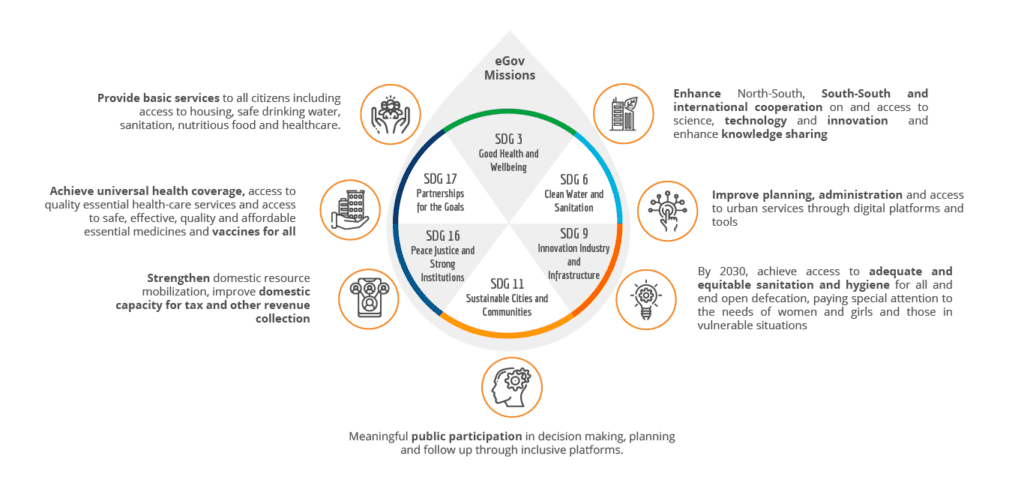 eGov
Missions
Provide basic services to all citizens including
access to housing, safe drinking water,
sanitation, nutritious food and healthcare.
Achieve universal health coverage, access to
quality essential health-care services and access
to safe, effective, quality and affordable
essential medicines and vaccines for all
Strengthen domestic resource
mobilization, improve domestic
capacity for tax and other revenue
collection
SDG 3
Good Health and
Wellbeing
SDG 17
Partnerships
for the Goals
SDG 6
Clean Water and
Sanitation
SDG 16
Peace Justice and
Strong
Institutions
SDG 9
Innovation Industry
and
Infrastructure
SDG 11
Sustainable Cities and
Communities
Enhance North-South, South-South and
international cooperation on and access to
science, technology and innovation and
enhance knowledge sharing
Improve planning, administration and access
to urban services through digital platforms and
tools
By 2030, achieve access to adequate and
equitable sanitation and hygiene for all and
end open defecation, paying special attention to
the needs of women and girls and those in
vulnerable situations
Meaningful public participation in decision making, planning
and follow up through inclusive platforms.